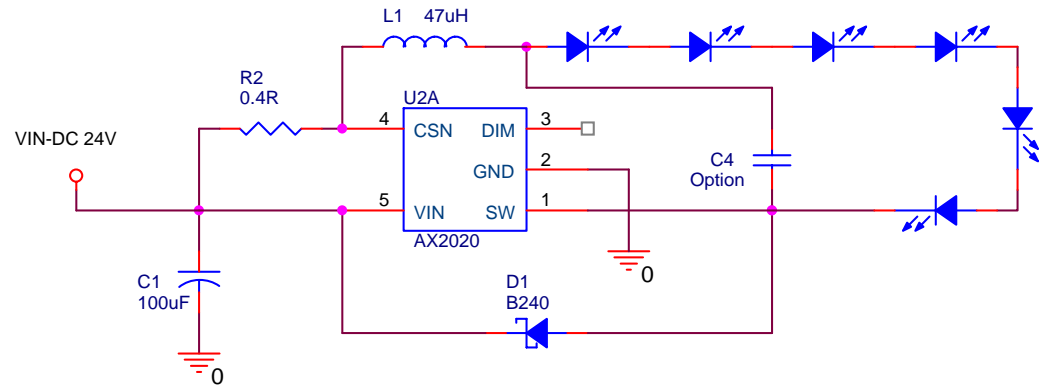 L1 47uH
R2
0.4R
U2A
VIN-DC 24V
4 CSN DIM 3
GND 2
5 VIN SW 1
AX2020
C4
Option
0
C1
100uF
D1
B240
0